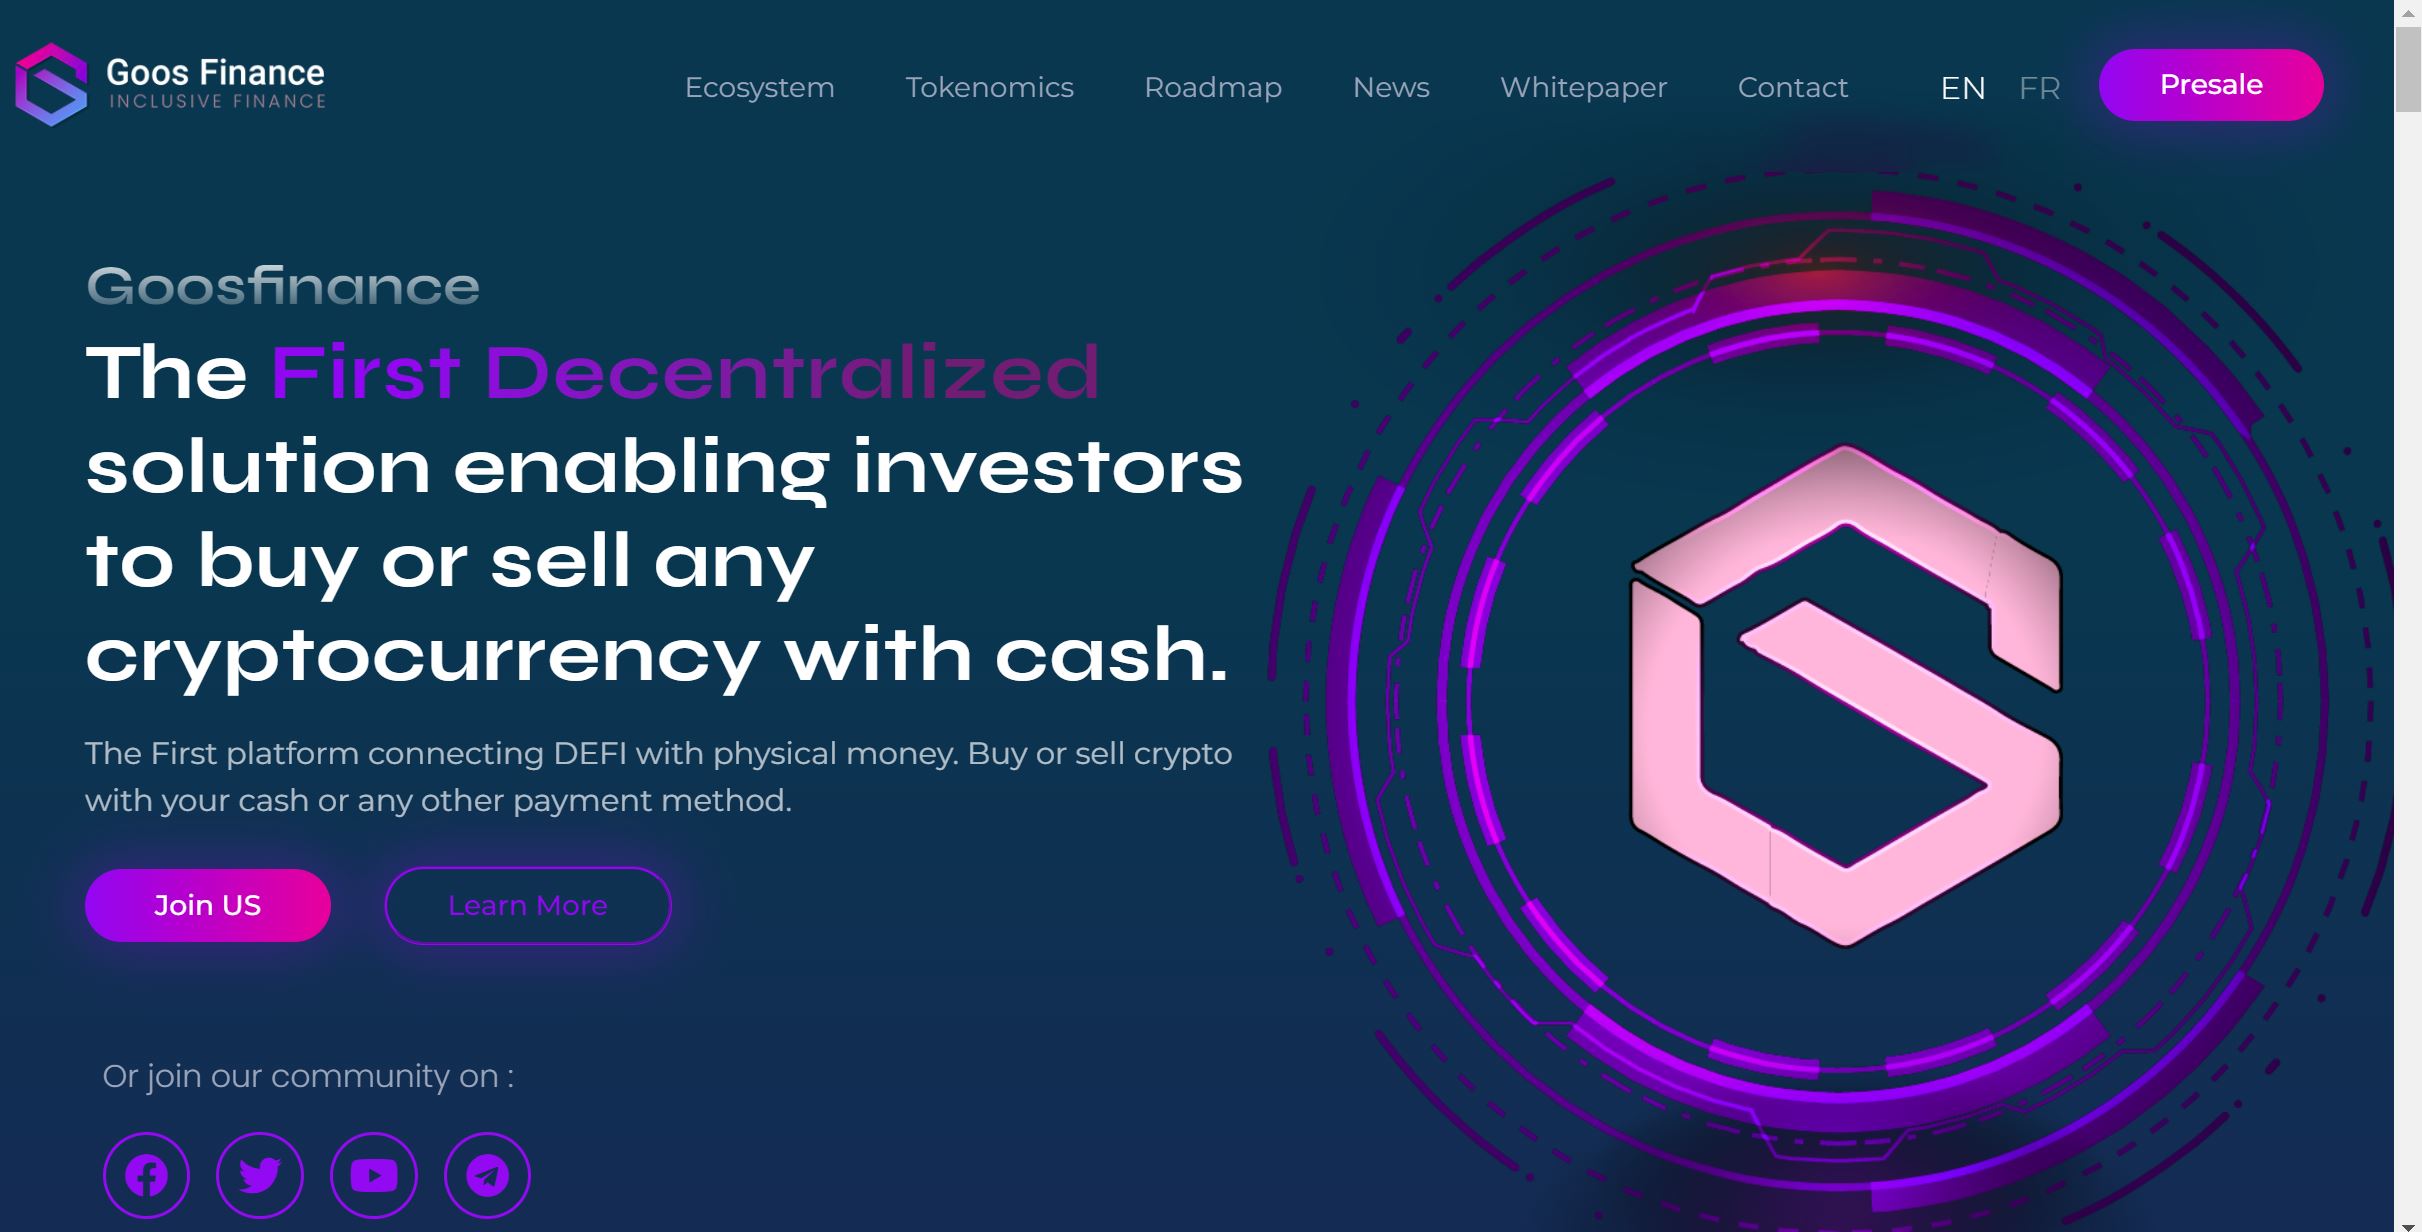 Goos Finance
INCLUSIVE FINANCE
Ecosystem
Tokenomics
Roadmap
News
Whitepaper
Contact
EN
FR
Presale
Goosfinance
The First Decentralized
solution enabling investors
to buy or sell any
cryptocurrency with cash.
The First platform connecting DEFI with physical money. Buy or sell crypto
with your cash or any other payment method.
Join US
Learn More
Or join our community on :